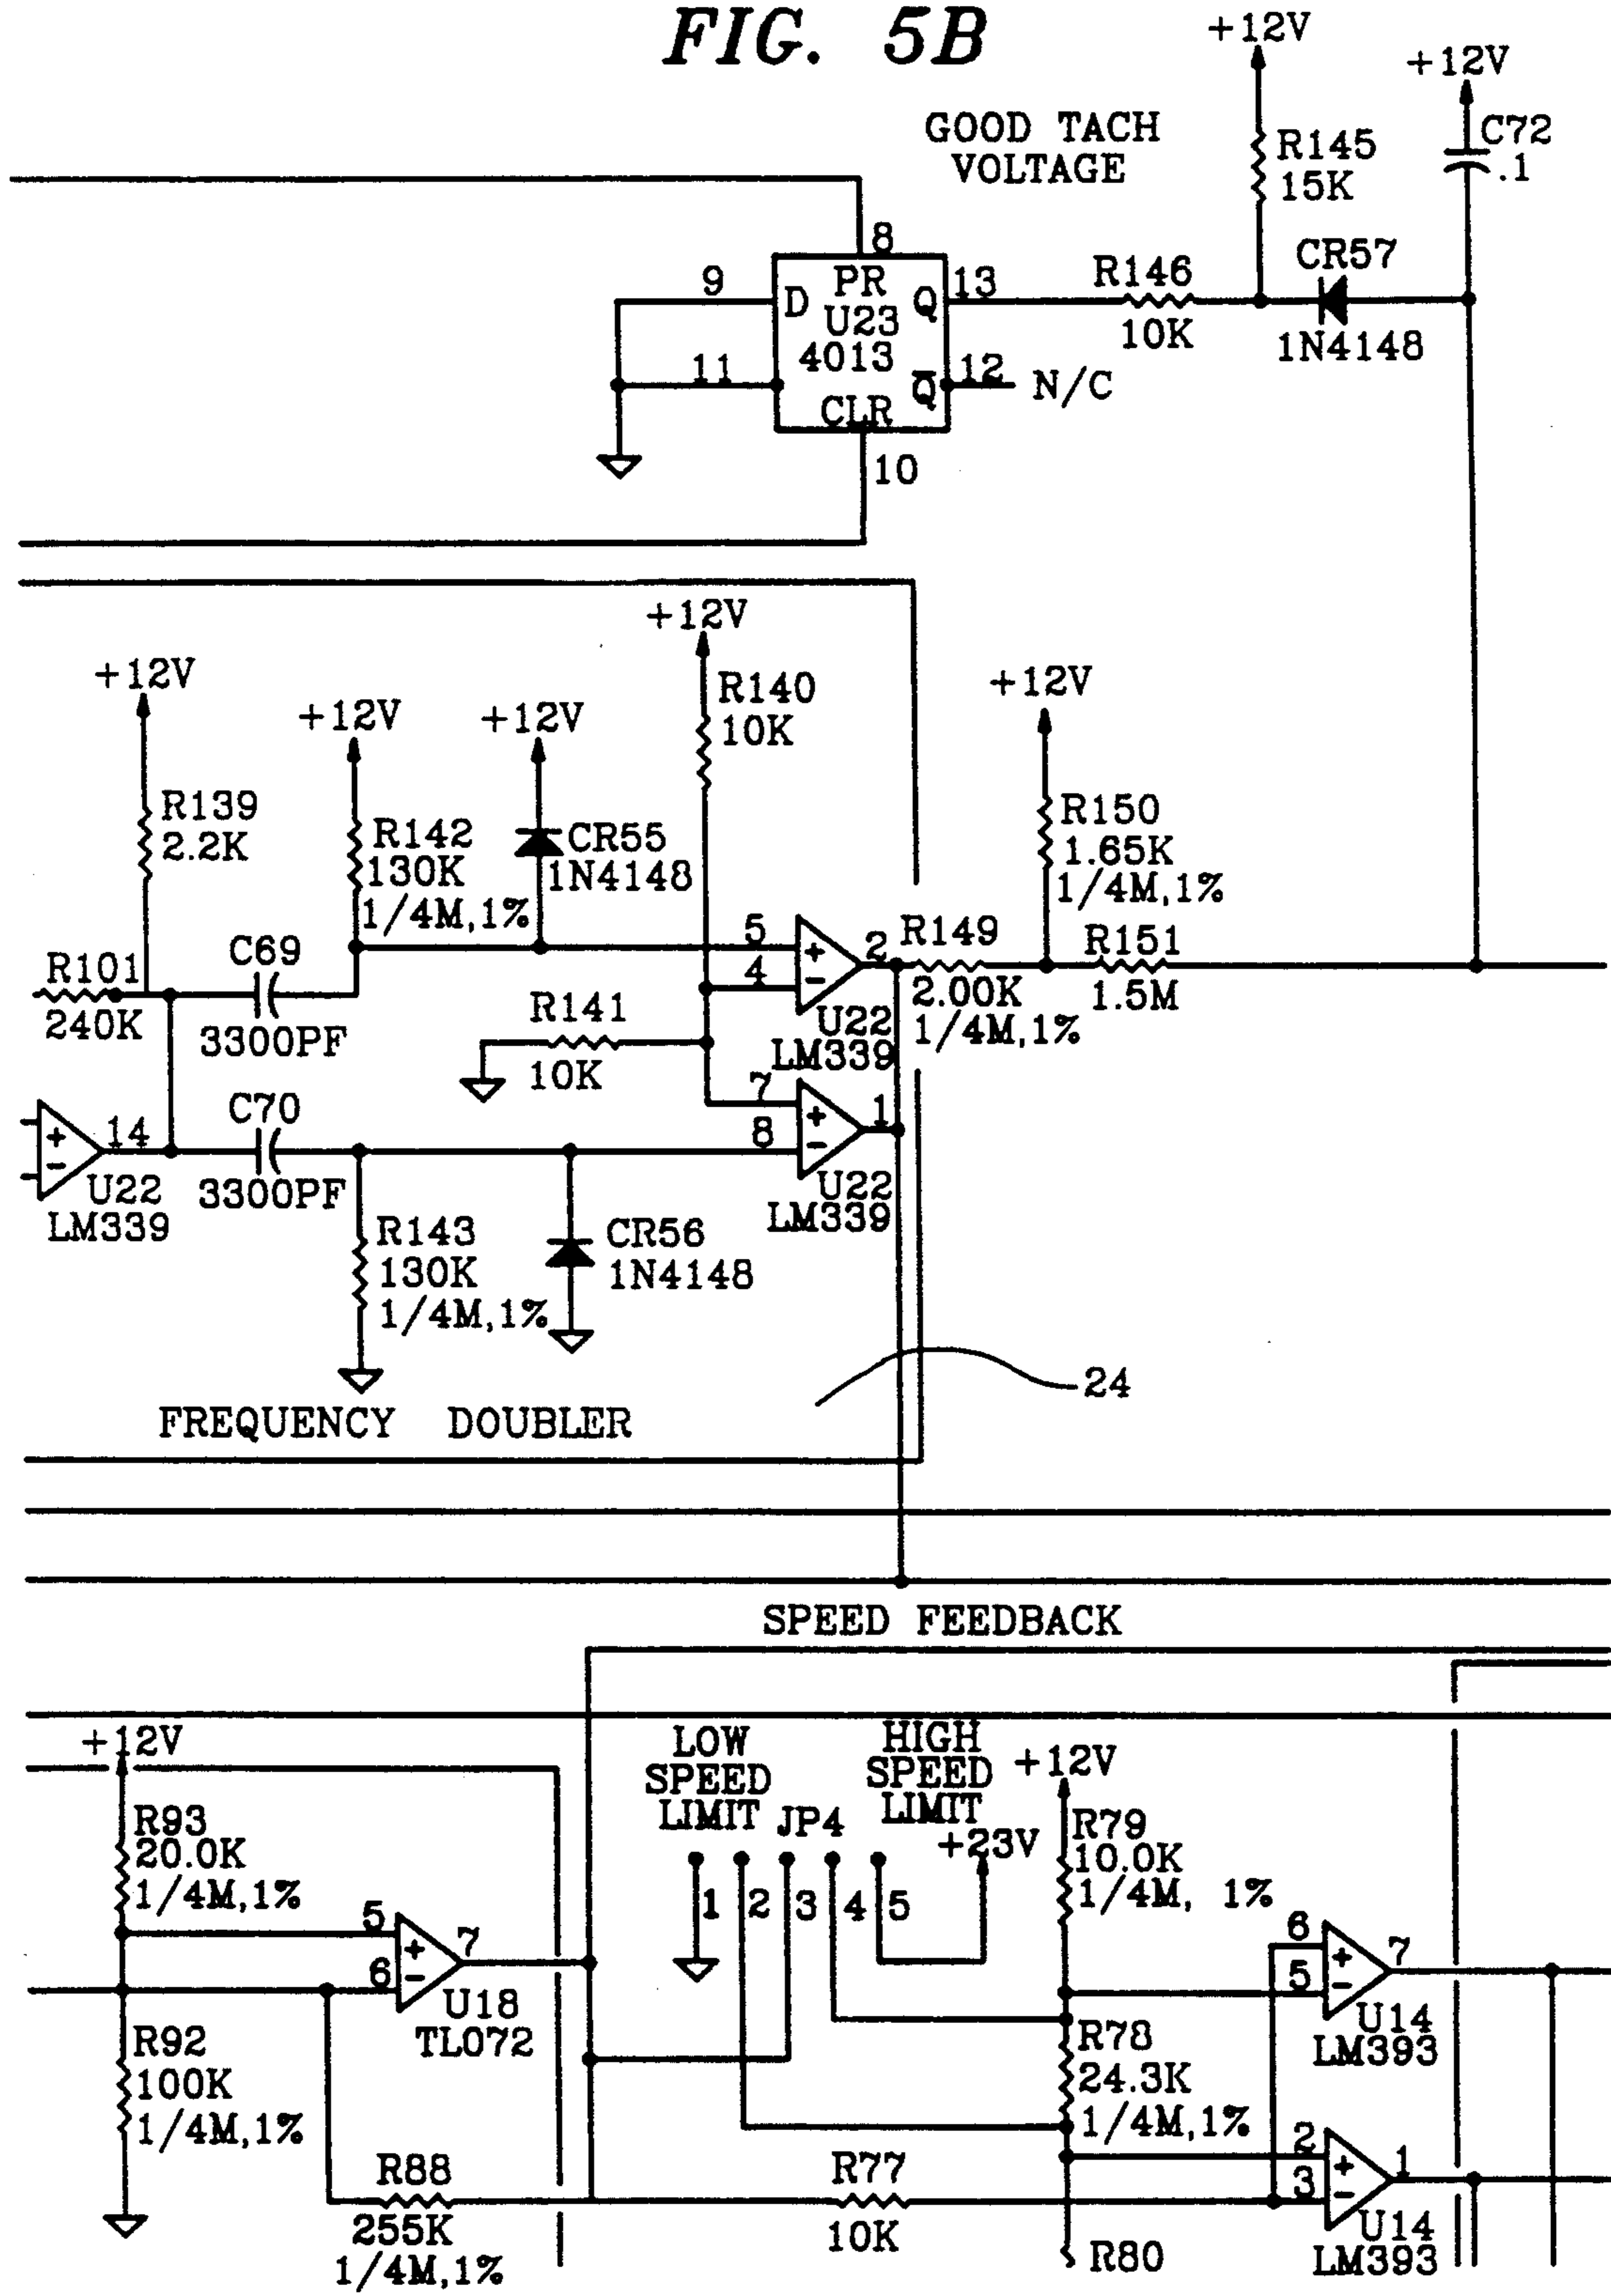 FIG. 5B
+12V
+12V
GOOD TACH
VOLTAGE
R145
15K
C72
.1
8
9
D
PR
Q
13
U23
4013
11
Q̅
12
N/C
CLR
10
R146
10K
CR57
1N4148
+12V
+12V
+12V
+12V
R140
10K
+12V
R139
2.2K
R142
130K
1/4M,1%
CR55
1N4148
R150
1.65K
1/4M,1%
R101
240K
C69
3300PF
R141
10K
5
4
+
-
2
U22
LM339
R149
2.00K
1/4M,1%
R151
1.5M
+
-
14
U22
LM339
C70
3300PF
7
8
+
-
1
U22
LM339
R143
130K
1/4M,1%
CR56
1N4148
24
FREQUENCY DOUBLER
SPEED FEEDBACK
+12V
LOW
SPEED
LIMIT
JP4
HIGH
SPEED
LIMIT
+23V
+12V
R93
20.0K
1/4M,1%
R79
10.0K
1/4M, 1%
1
2
3
4
5
5
6
+
-
7
U18
TL072
6
5
+
-
7
U14
LM393
R92
100K
1/4M,1%
R78
24.3K
1/4M,1%
R88
255K
1/4M,1%
R77
10K
2
3
+
-
1
U14
LM393
R80